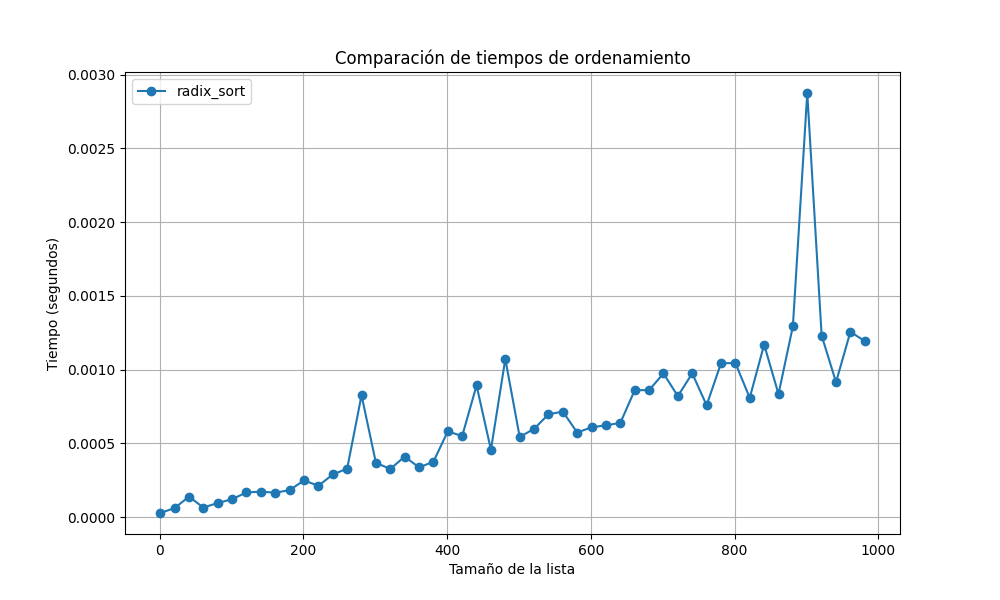 Comparación de tiempos de ordenamiento
radix_sort
Tiempo (segundos)
0.0030
0.0025
0.0020
0.0015
0.0010
0.0005
0.0000
0 200 400 600 800 1000
Tamaño de la lista